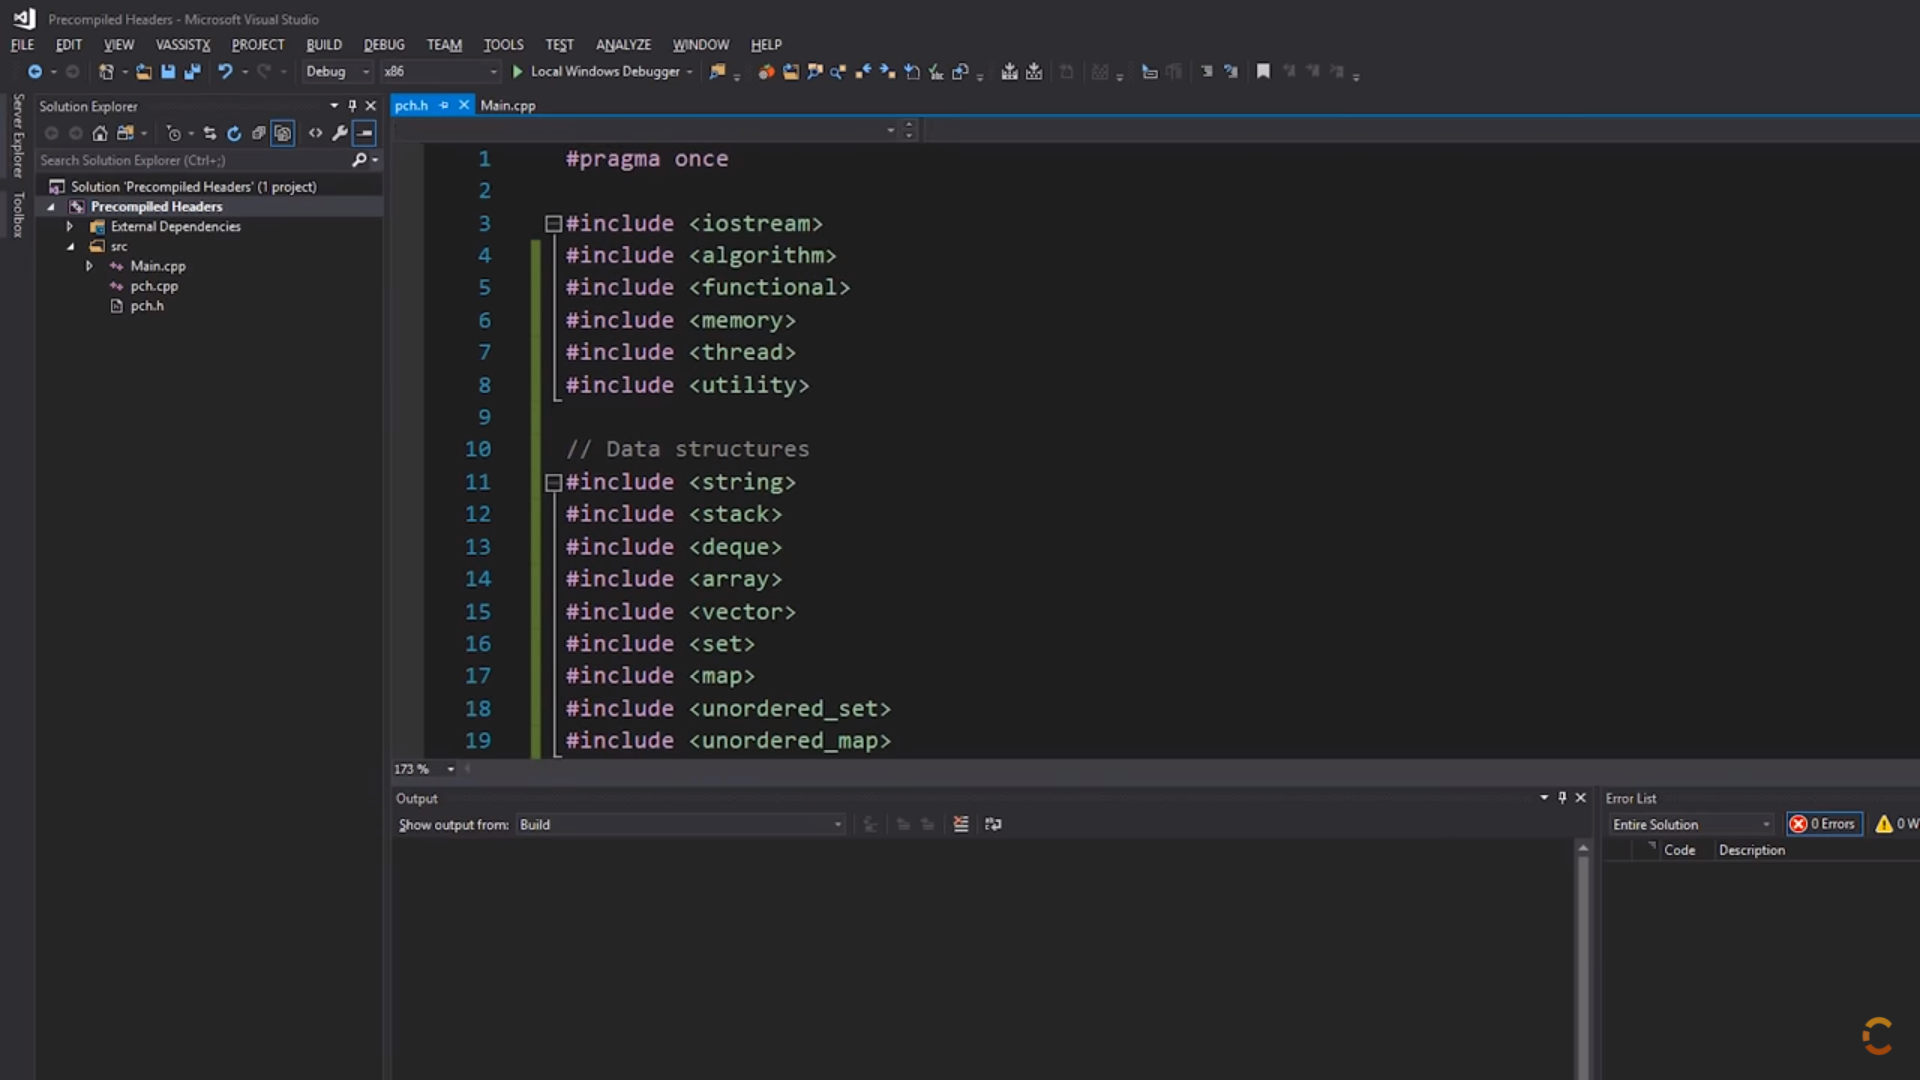 Precompiled Headers - Microsoft Visual Studio
FILE EDIT VIEW VASSISTX PROJECT BUILD DEBUG TEAM TOOLS TEST ANALYZE WINDOW HELP
Debug x86 Local Windows Debugger
Server Explorer
Toolbox
Solution Explorer
Search Solution Explorer (Ctrl+;)
Solution 'Precompiled Headers' (1 project)
Precompiled Headers
External Dependencies
src
Main.cpp
pch.cpp
pch.h
pch.h Main.cpp
1 #pragma once
2
3 #include <iostream>
4 #include <algorithm>
5 #include <functional>
6 #include <memory>
7 #include <thread>
8 #include <utility>
9
10 // Data structures
11 #include <string>
12 #include <stack>
13 #include <deque>
14 #include <array>
15 #include <vector>
16 #include <set>
17 #include <map>
18 #include <unordered_set>
19 #include <unordered_map>
173 %
Output
Show output from: Build
Error List
Entire Solution 0 Errors 0 W
Code Description